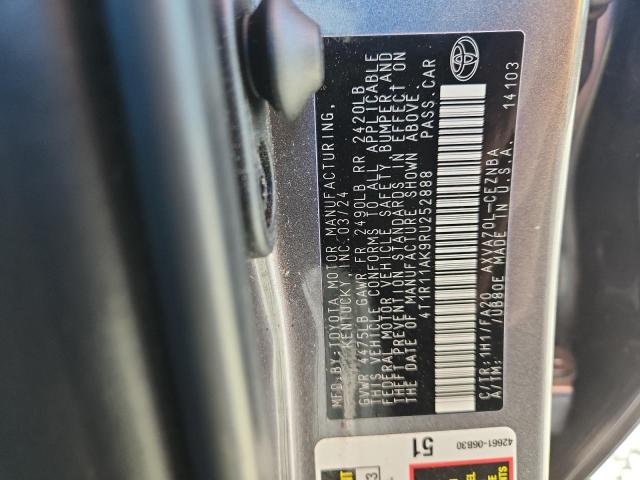 MFD. BY: TOYOTA MOTOR MANUFACTURING,
KENTUCKY, INC. 03/24
GVWR 4475LB GAWR FR 2490LB RR 2420LB
THIS VEHICLE CONFORMS TO ALL APPLICABLE
FEDERAL MOTOR VEHICLE SAFETY, BUMPER AND
THEFT PREVENTION STANDARDS IN EFFECT ON
THE DATE OF MANUFACTURE SHOWN ABOVE.
4T1R11AK9RU252888 PASS.CAR
C/TR: 1H1/FA20 AXVA70L-CEZNBA
A/TM: /UB80E MADE IN U.S.A. 14103
42661-06B30
51